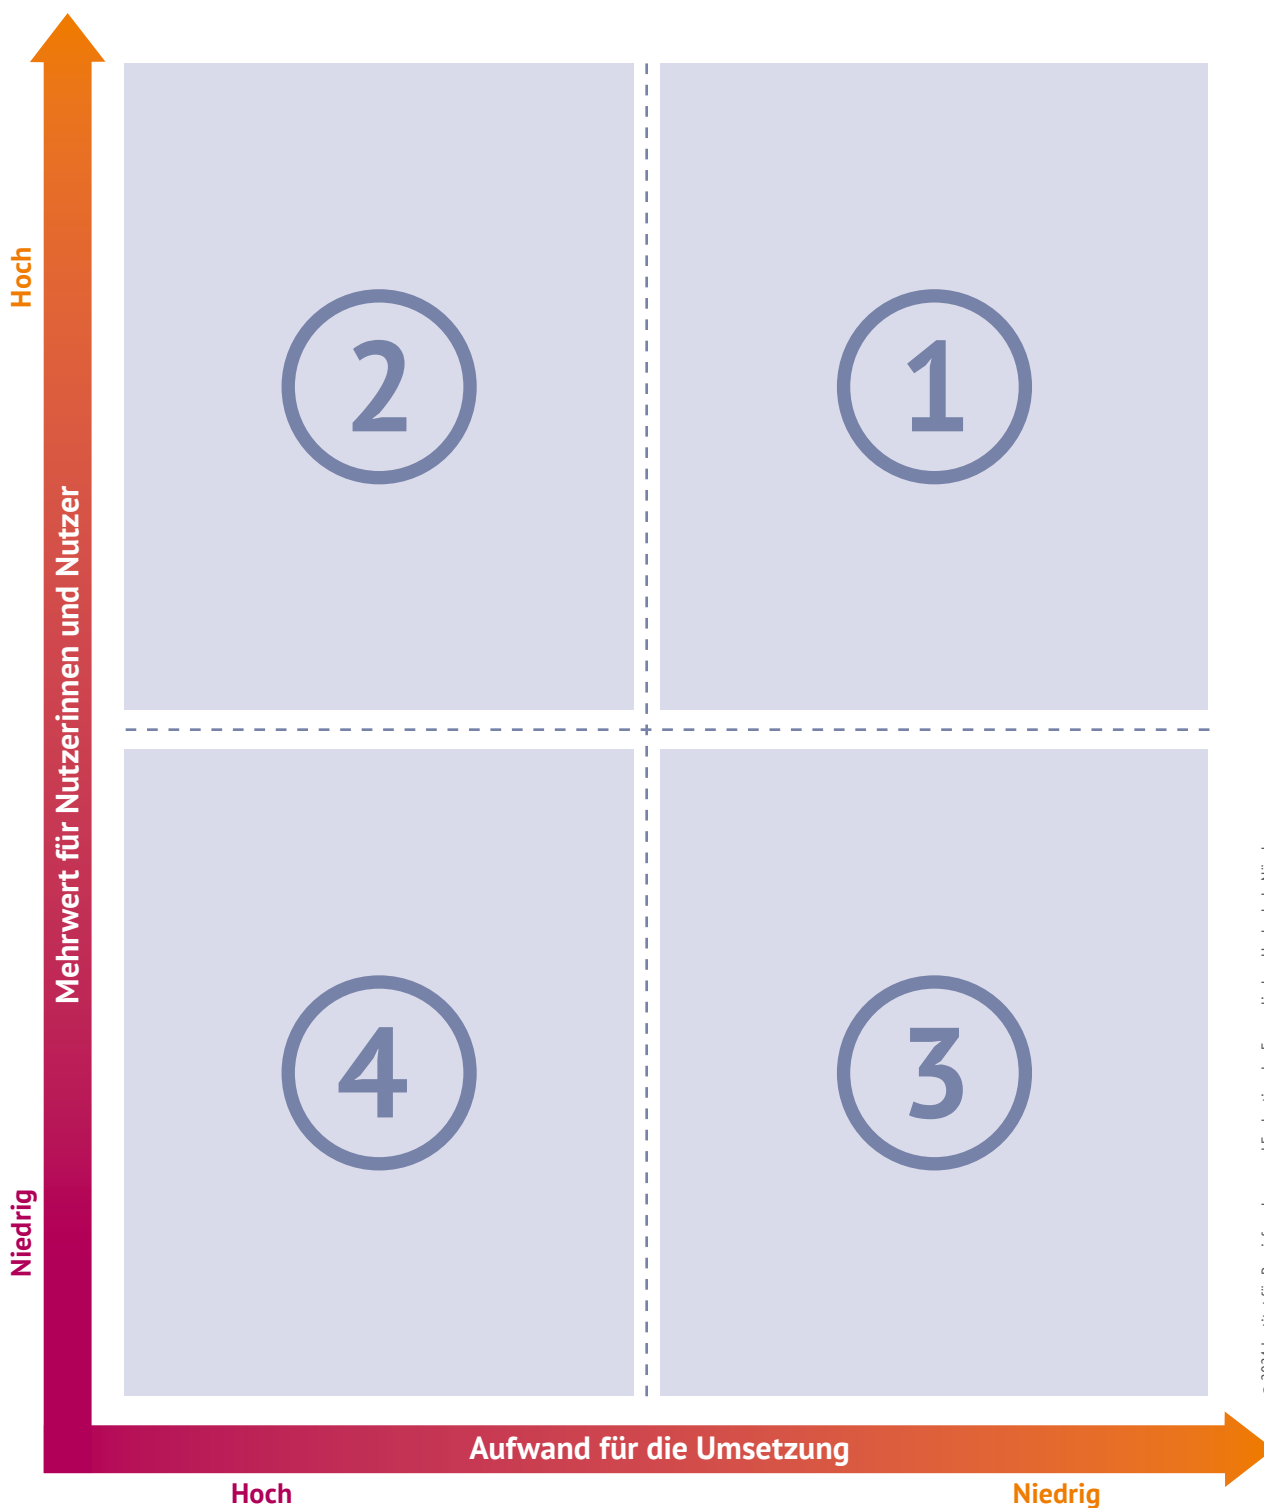 Hoch
2
1
Mehrwert für Nutzerinnen und Nutzer
4
3
Niedrig
Aufwand für die Umsetzung
Hoch
Niedrig